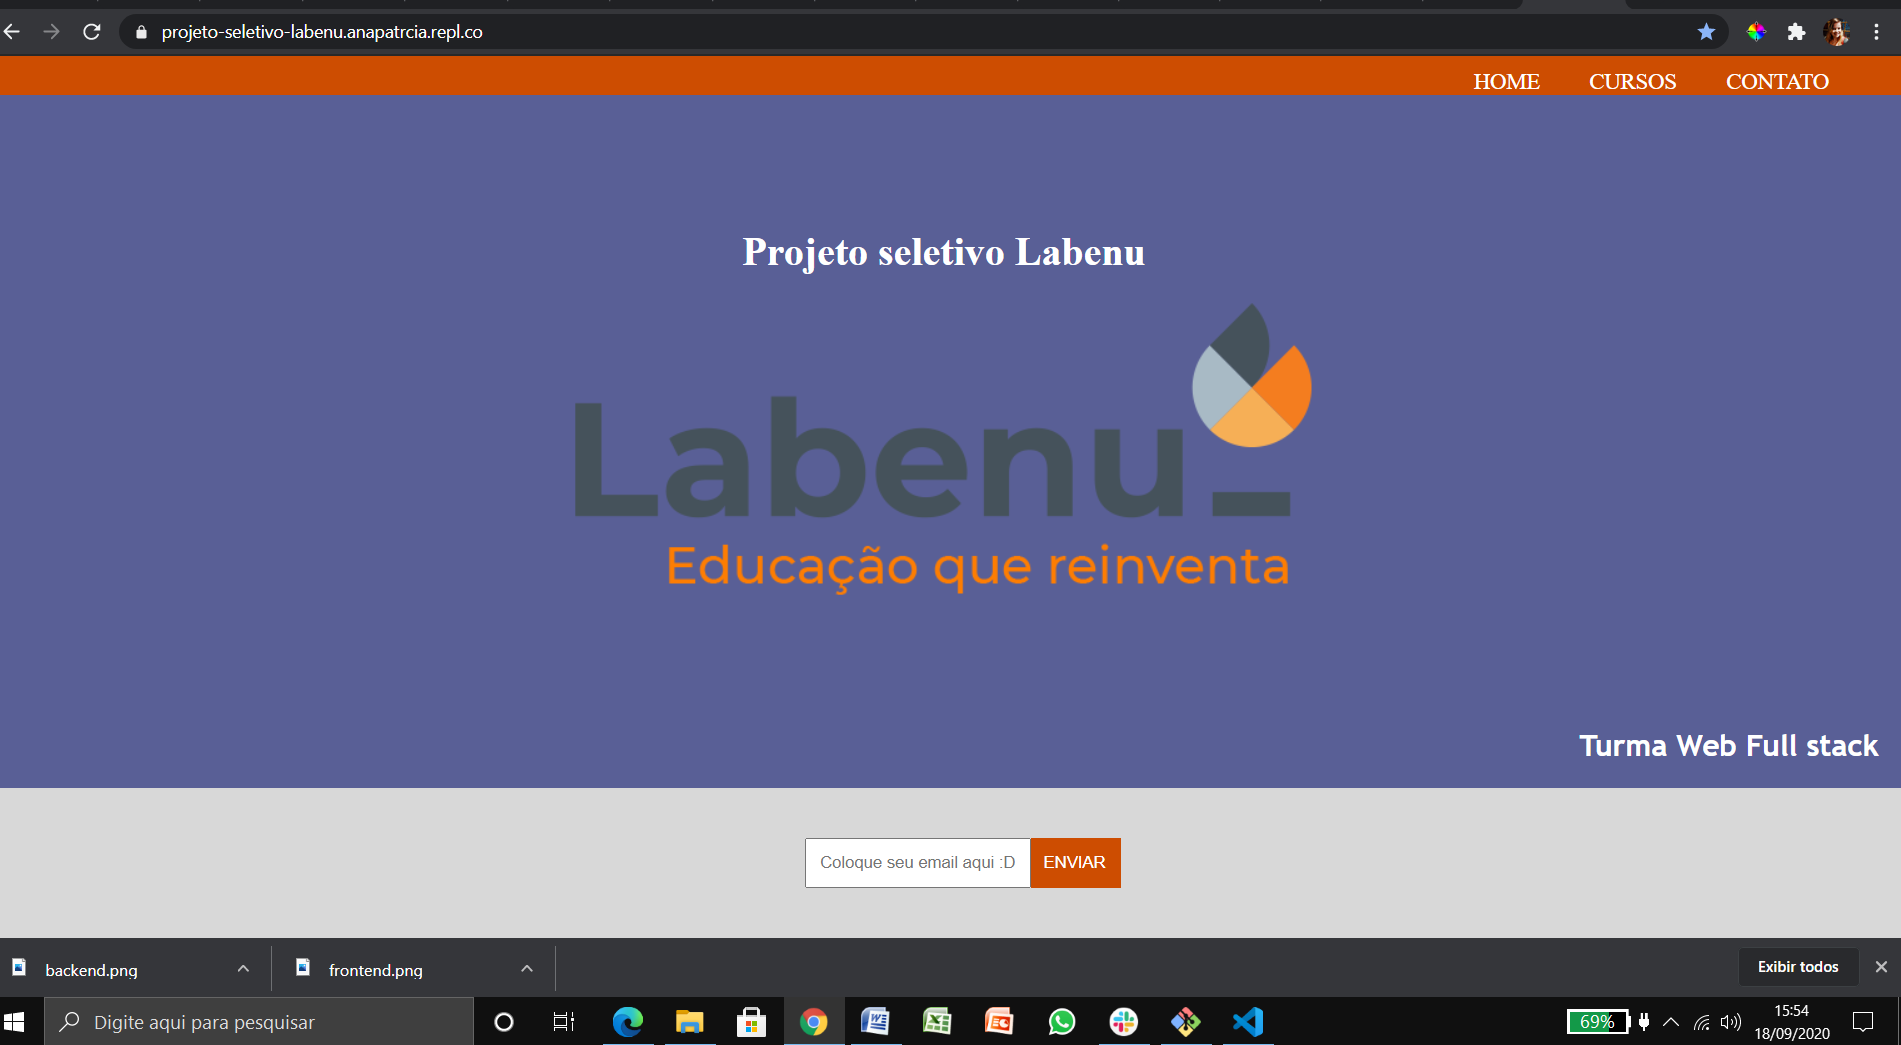 projeto-seletivo-labenu.anapatrcia.repl.co
HOME CURSOS CONTATO
Projeto seletivo Labenu
Labenu_
Educação que reinventa
Turma Web Full stack
Coloque seu email aqui :D ENVIAR
backend.png frontend.png Exibir todos
Digite aqui para pesquisar
69%
15:54
18/09/2020